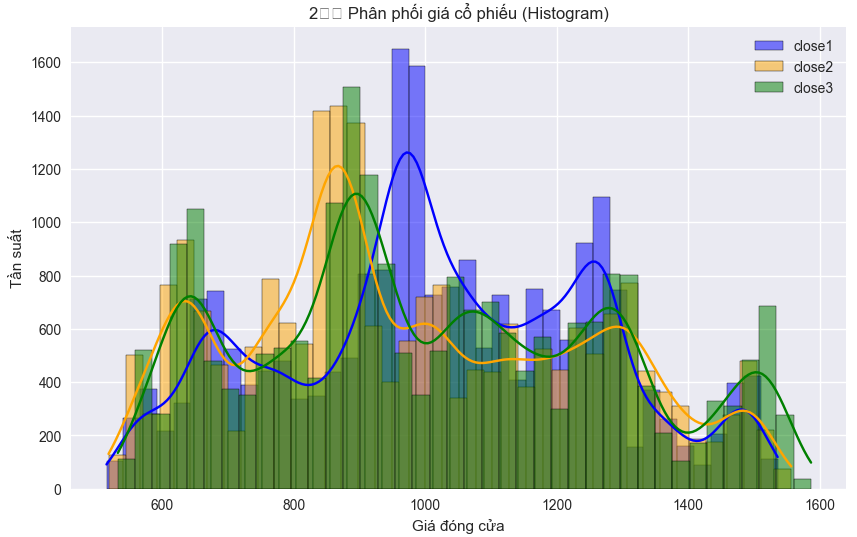 2▯▯ Phân phối giá cổ phiếu (Histogram)
close1
close2
close3
Tần suất
1600
1400
1200
1000
800
600
400
200
0
600 800 1000 1200 1400 1600
Giá đóng cửa